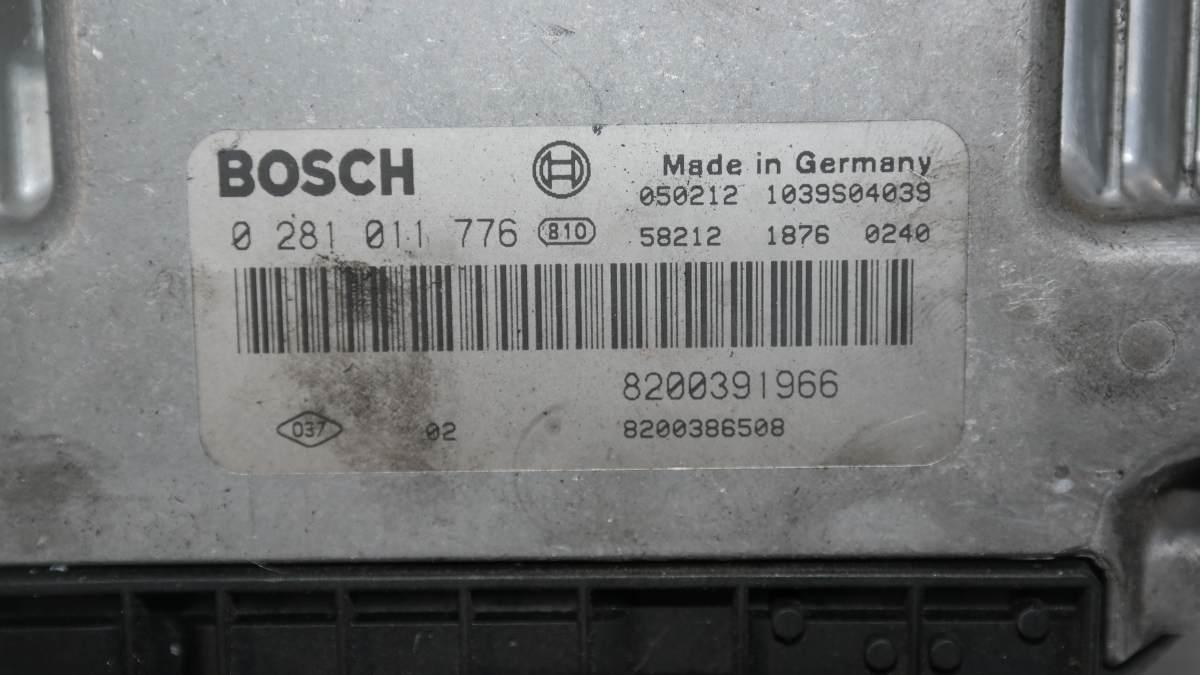 BOSCH
Made in Germany
050212 1039S04039
0 281 011 776 810 58212 1876 0240
8200391966
037 02 8200386508